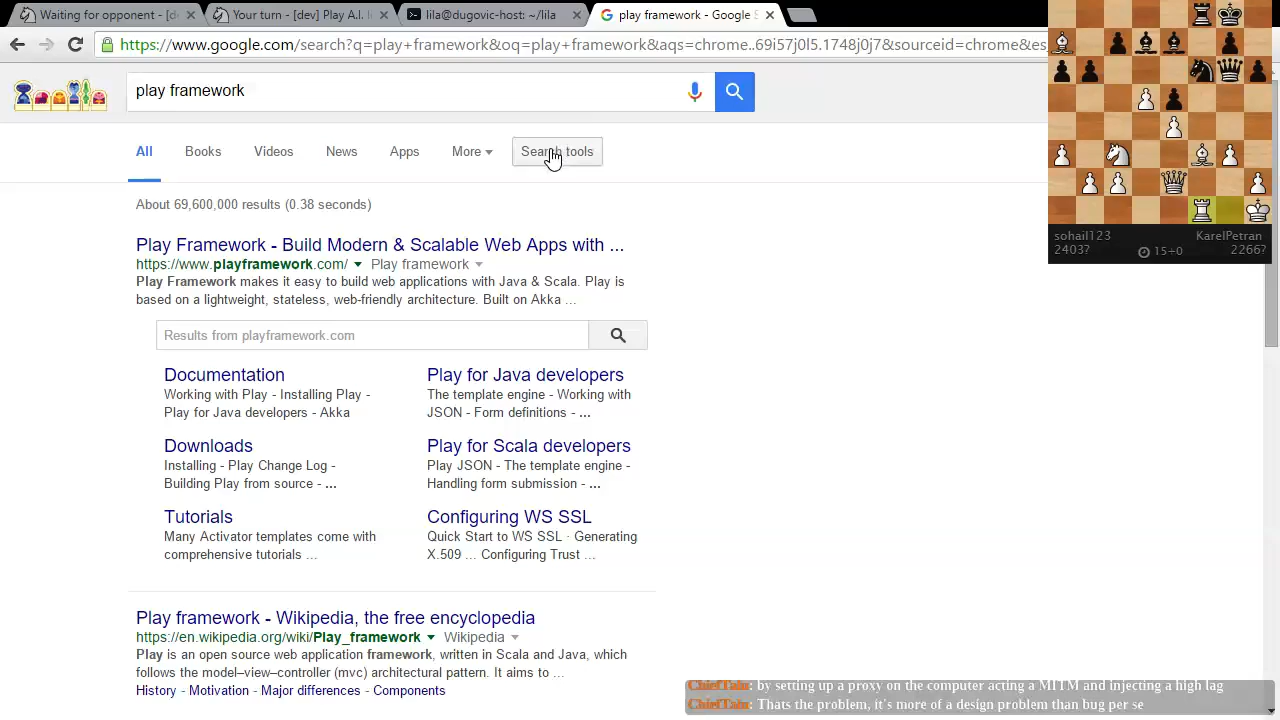 Waiting for opponent - [de
Your turn - [dev] Play A.I. l
lila@dugovic-host: ~/lila
play framework - Google S
https://www.google.com/search?q=play+framework&oq=play+framework&aqs=chrome..69i57j0l5.1748j0j7&sourceid=chrome&es_
play framework
All
Books
Videos
News
Apps
More
Search tools
About 69,600,000 results (0.38 seconds)
Play Framework - Build Modern & Scalable Web Apps with ...
https://www.playframework.com/
Play framework
Play Framework makes it easy to build web applications with Java & Scala. Play is
based on a lightweight, stateless, web-friendly architecture. Built on Akka ...
Results from playframework.com
Documentation
Working with Play - Installing Play -
Play for Java developers - Akka
Play for Java developers
The template engine - Working with
JSON - Form definitions - ...
Downloads
Installing - Play Change Log -
Building Play from source - ...
Play for Scala developers
Play JSON - The template engine -
Handling form submission - ...
Tutorials
Many Activator templates come with
comprehensive tutorials ...
Configuring WS SSL
Quick Start to WS SSL · Generating
X.509 ... Configuring Trust ...
Play framework - Wikipedia, the free encyclopedia
https://en.wikipedia.org/wiki/Play_framework
Wikipedia
Play is an open source web application framework, written in Scala and Java, which
follows the model–view–controller (mvc) architectural pattern. It aims to ...
History - Motivation - Major differences - Components
sohail123
2403?
15+0
KarelPetran
2266?
ChiefTain: by setting up a proxy on the computer acting a MITM and injecting a high lag
ChiefTain: Thats the problem, it's more of a design problem than bug per se